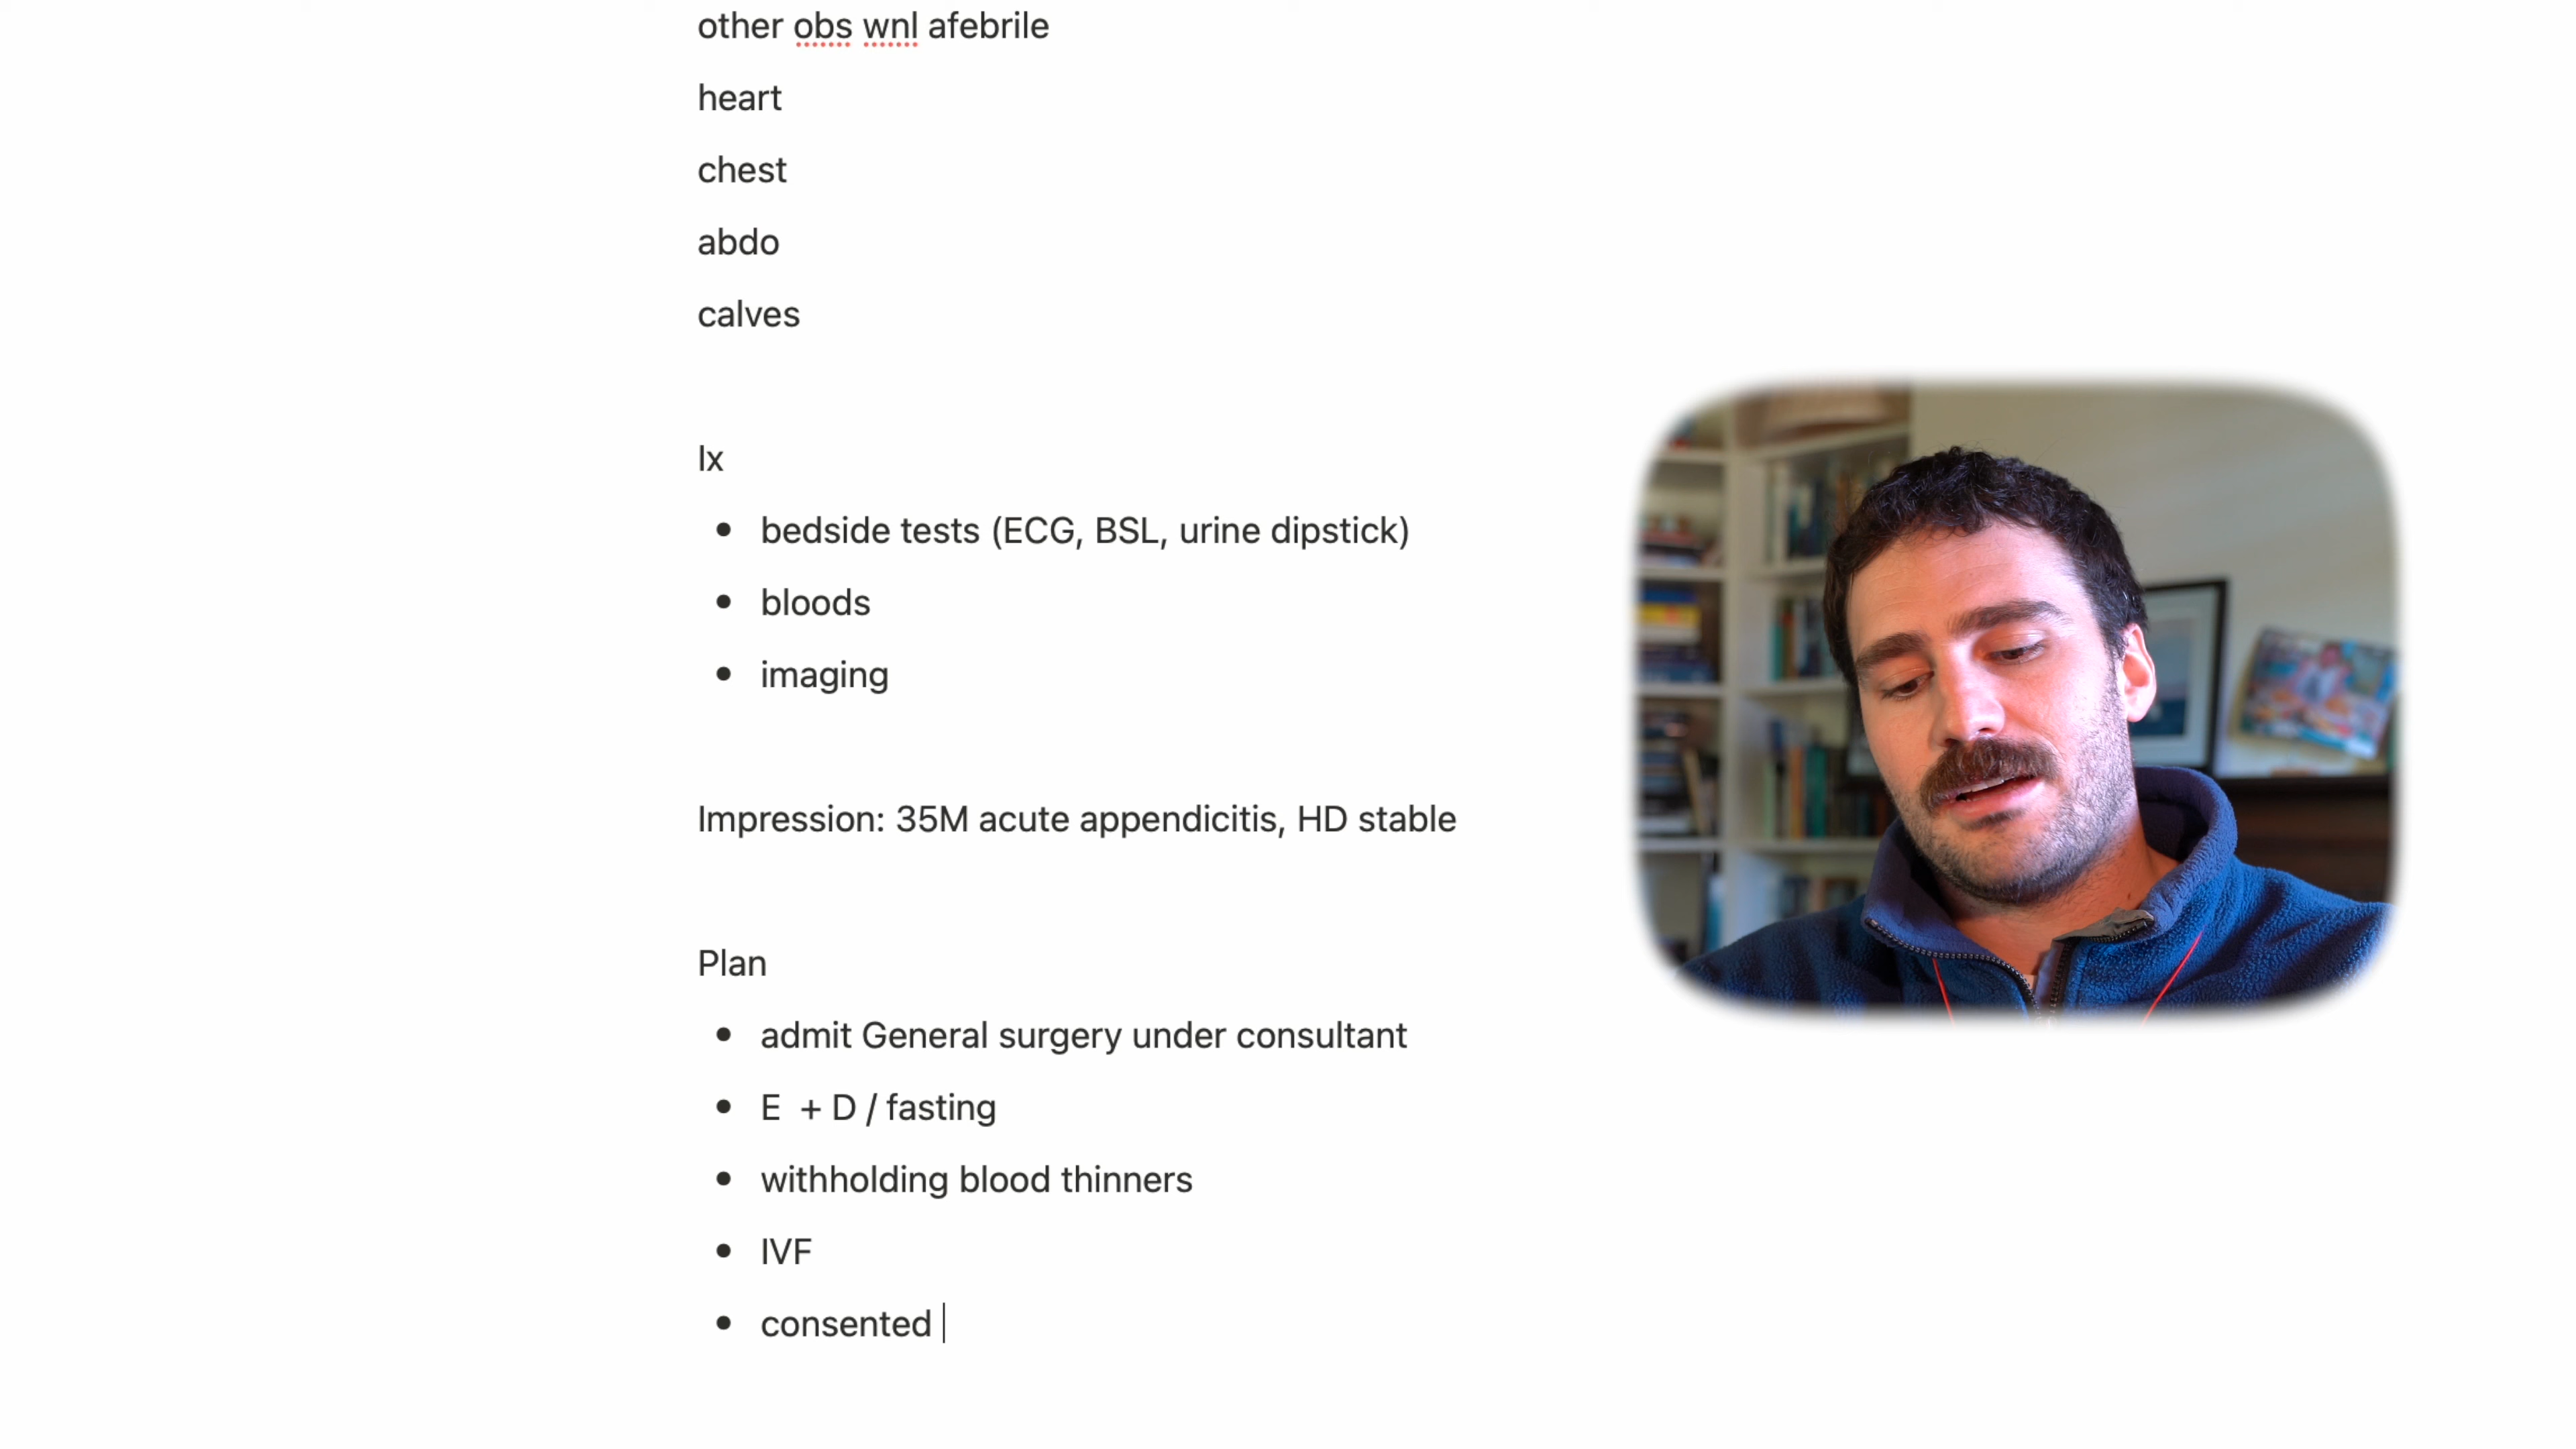 other obs wnl afebrile
heart
chest
abdo
calves
Ix
bedside tests (ECG, BSL, urine dipstick)
bloods
imaging
Impression: 35M acute appendicitis, HD stable
Plan
admit General surgery under consultant
E  + D / fasting
withholding blood thinners
IVF
consented